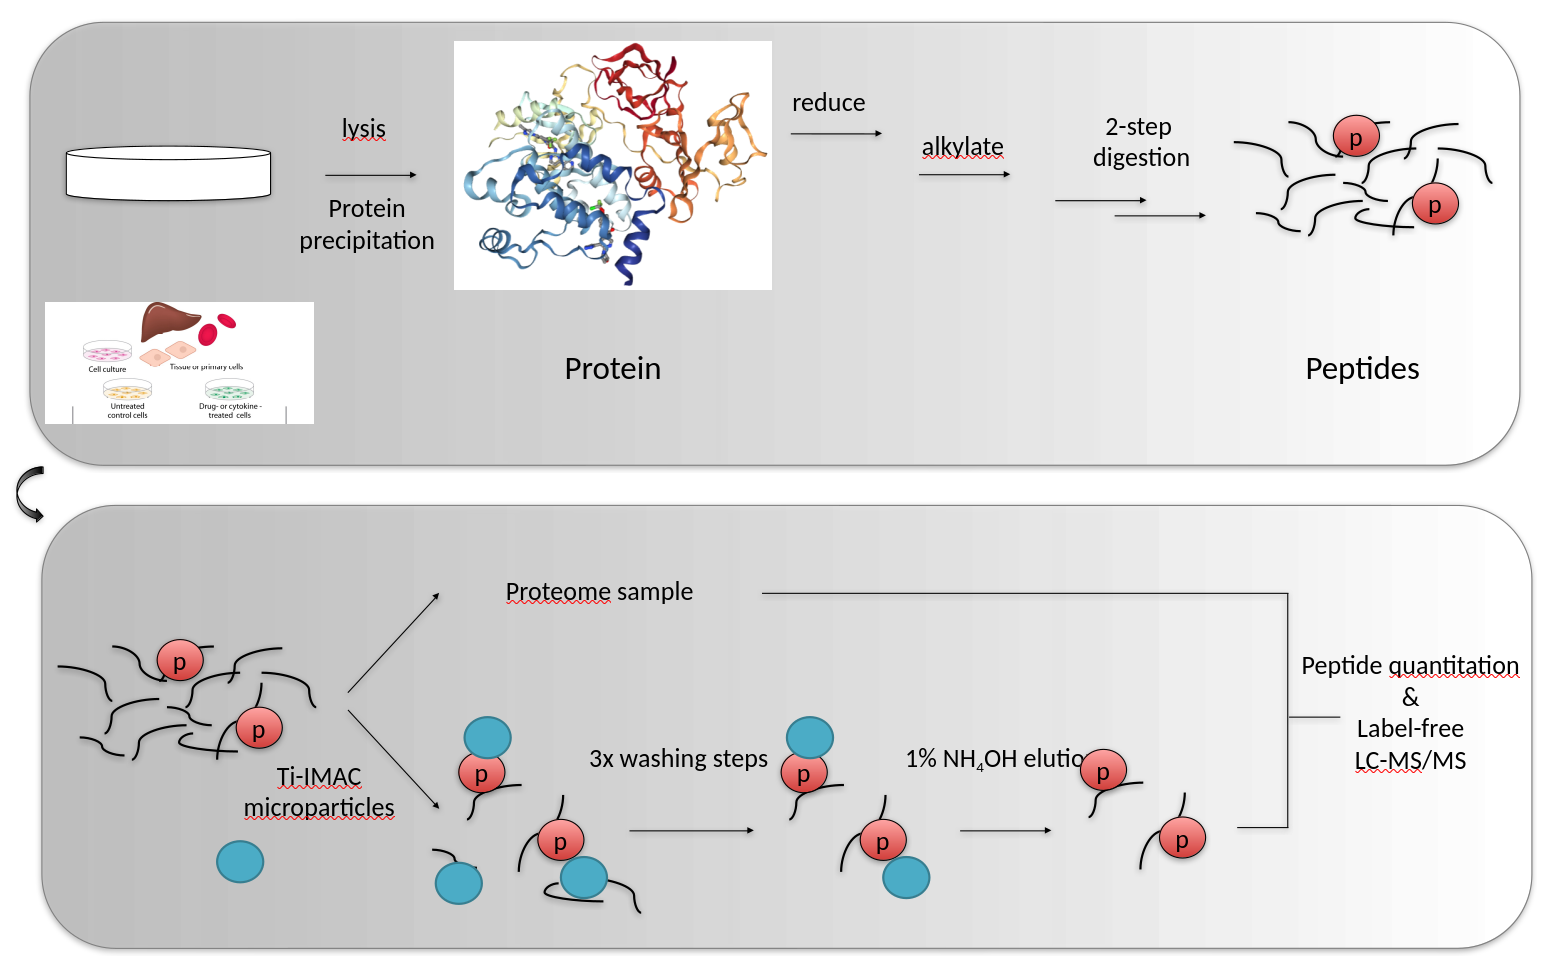 lysis
Protein
precipitation
reduce
alkylate
2-step
digestion
p
p
Cell culture
Tissue or primary cells
Untreated
control cells
Drug- or cytokine -
treated cells
Protein
Peptides
Proteome sample
p
p
Ti-IMAC
microparticles
p
p
3x washing steps
p
p
1% NH4OH elutio
p
p
Peptide quantitation
&
Label-free
LC-MS/MS